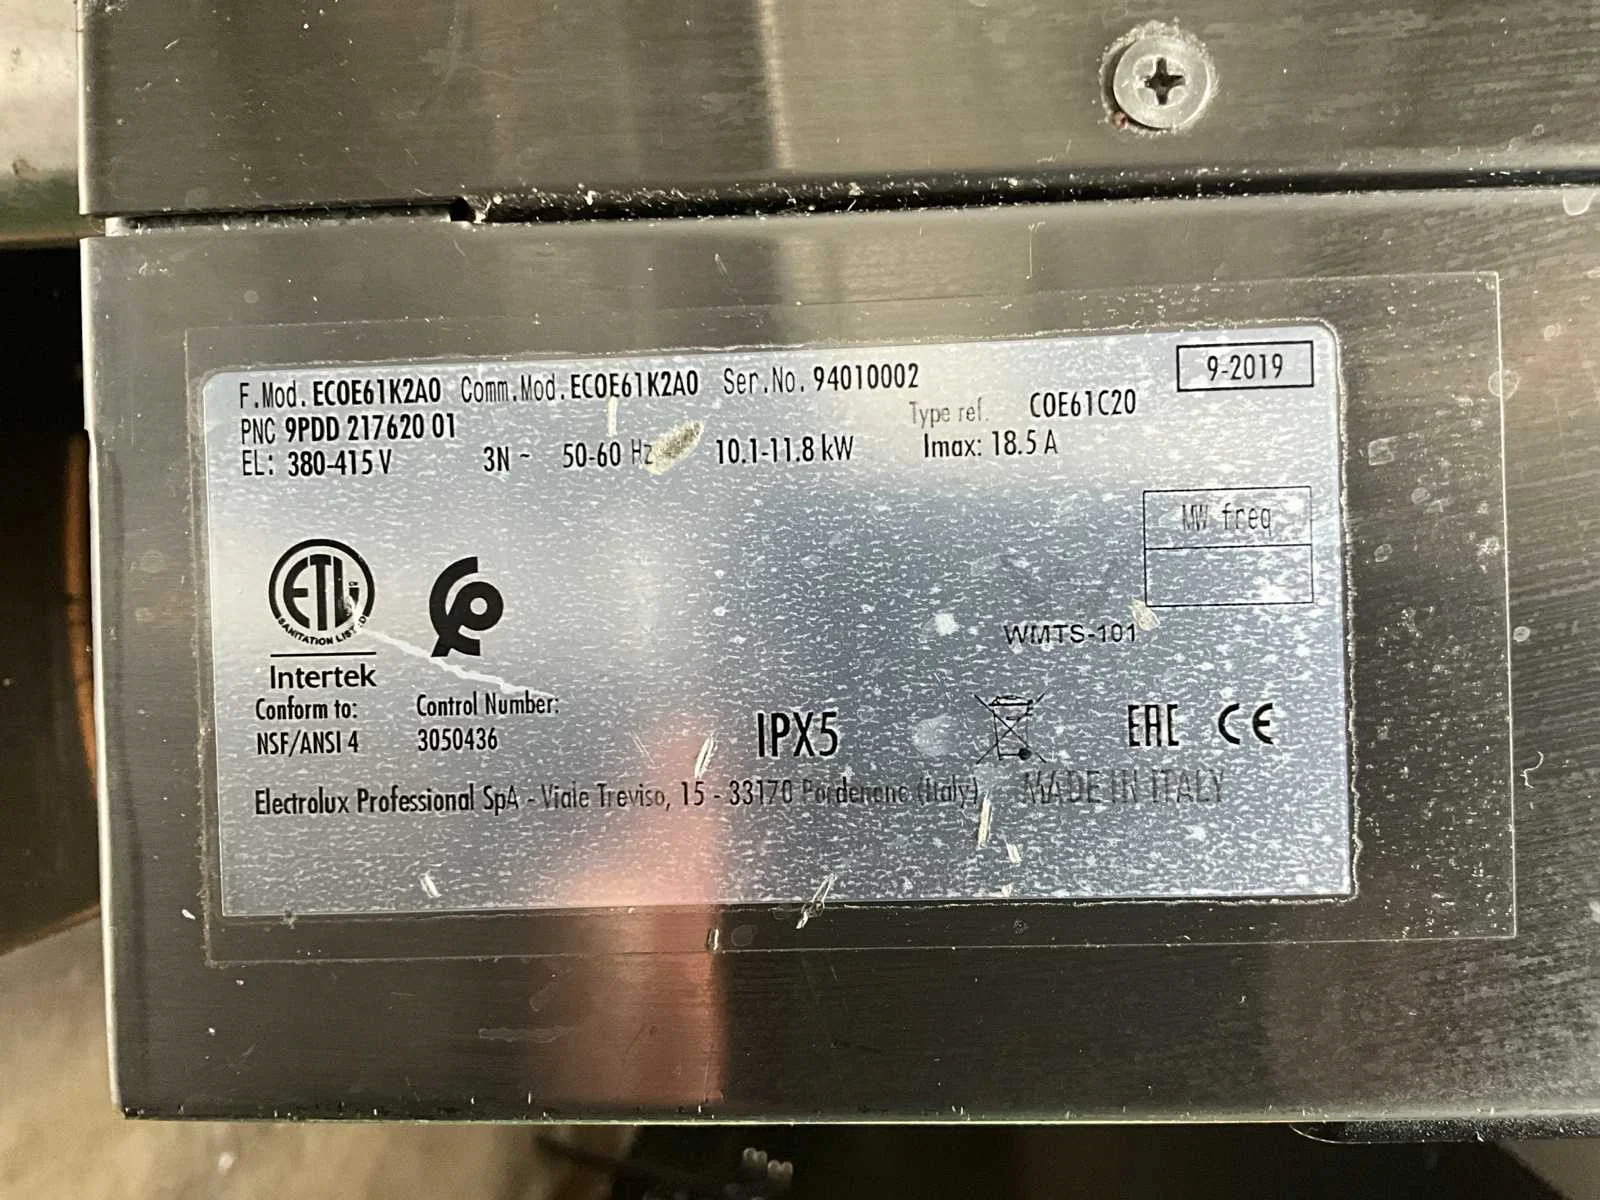 F.Mod. ECOE61K2A0 Comm.Mod. ECOE61K2A0 Ser.No. 94010002
9-2019
PNC 9PDD 217620 01
Type ref. COE61C20
EL: 380-415 V 3N ~ 50-60 Hz 10.1-11.8 kW Imax: 18.5 A
MW freq
ETL
SANITATION LISTED
Intertek
WMTS-101
Conform to:
NSF/ANSI 4
Control Number:
3050436
IPX5
EAC CE
Electrolux Professional SpA - Viale Treviso, 15 - 33170 Pordenone (Italy) MADE IN ITALY